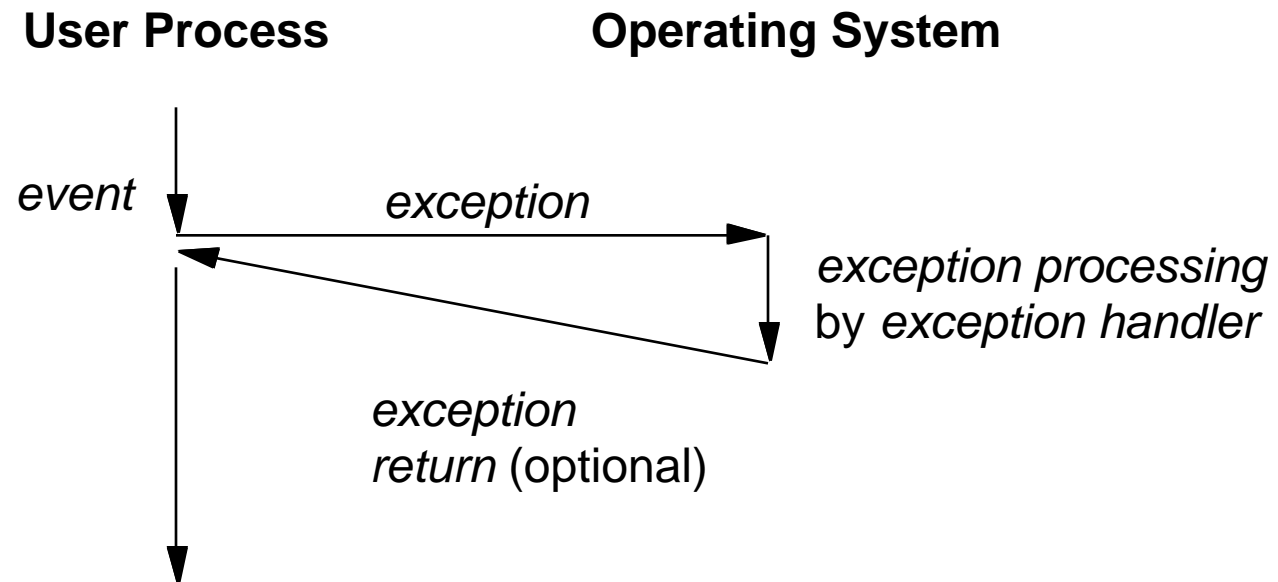 User Process
Operating System
event
exception
exception processing
by exception handler
exception
return (optional)